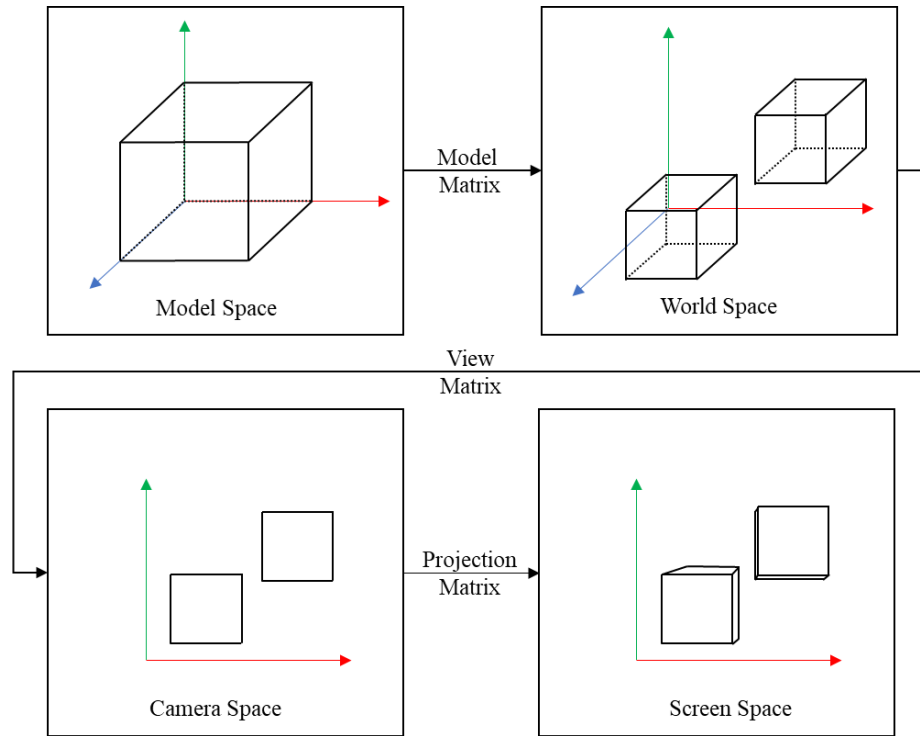 Model
Matrix
Model Space
World Space
View
Matrix
Projection
Matrix
Camera Space
Screen Space